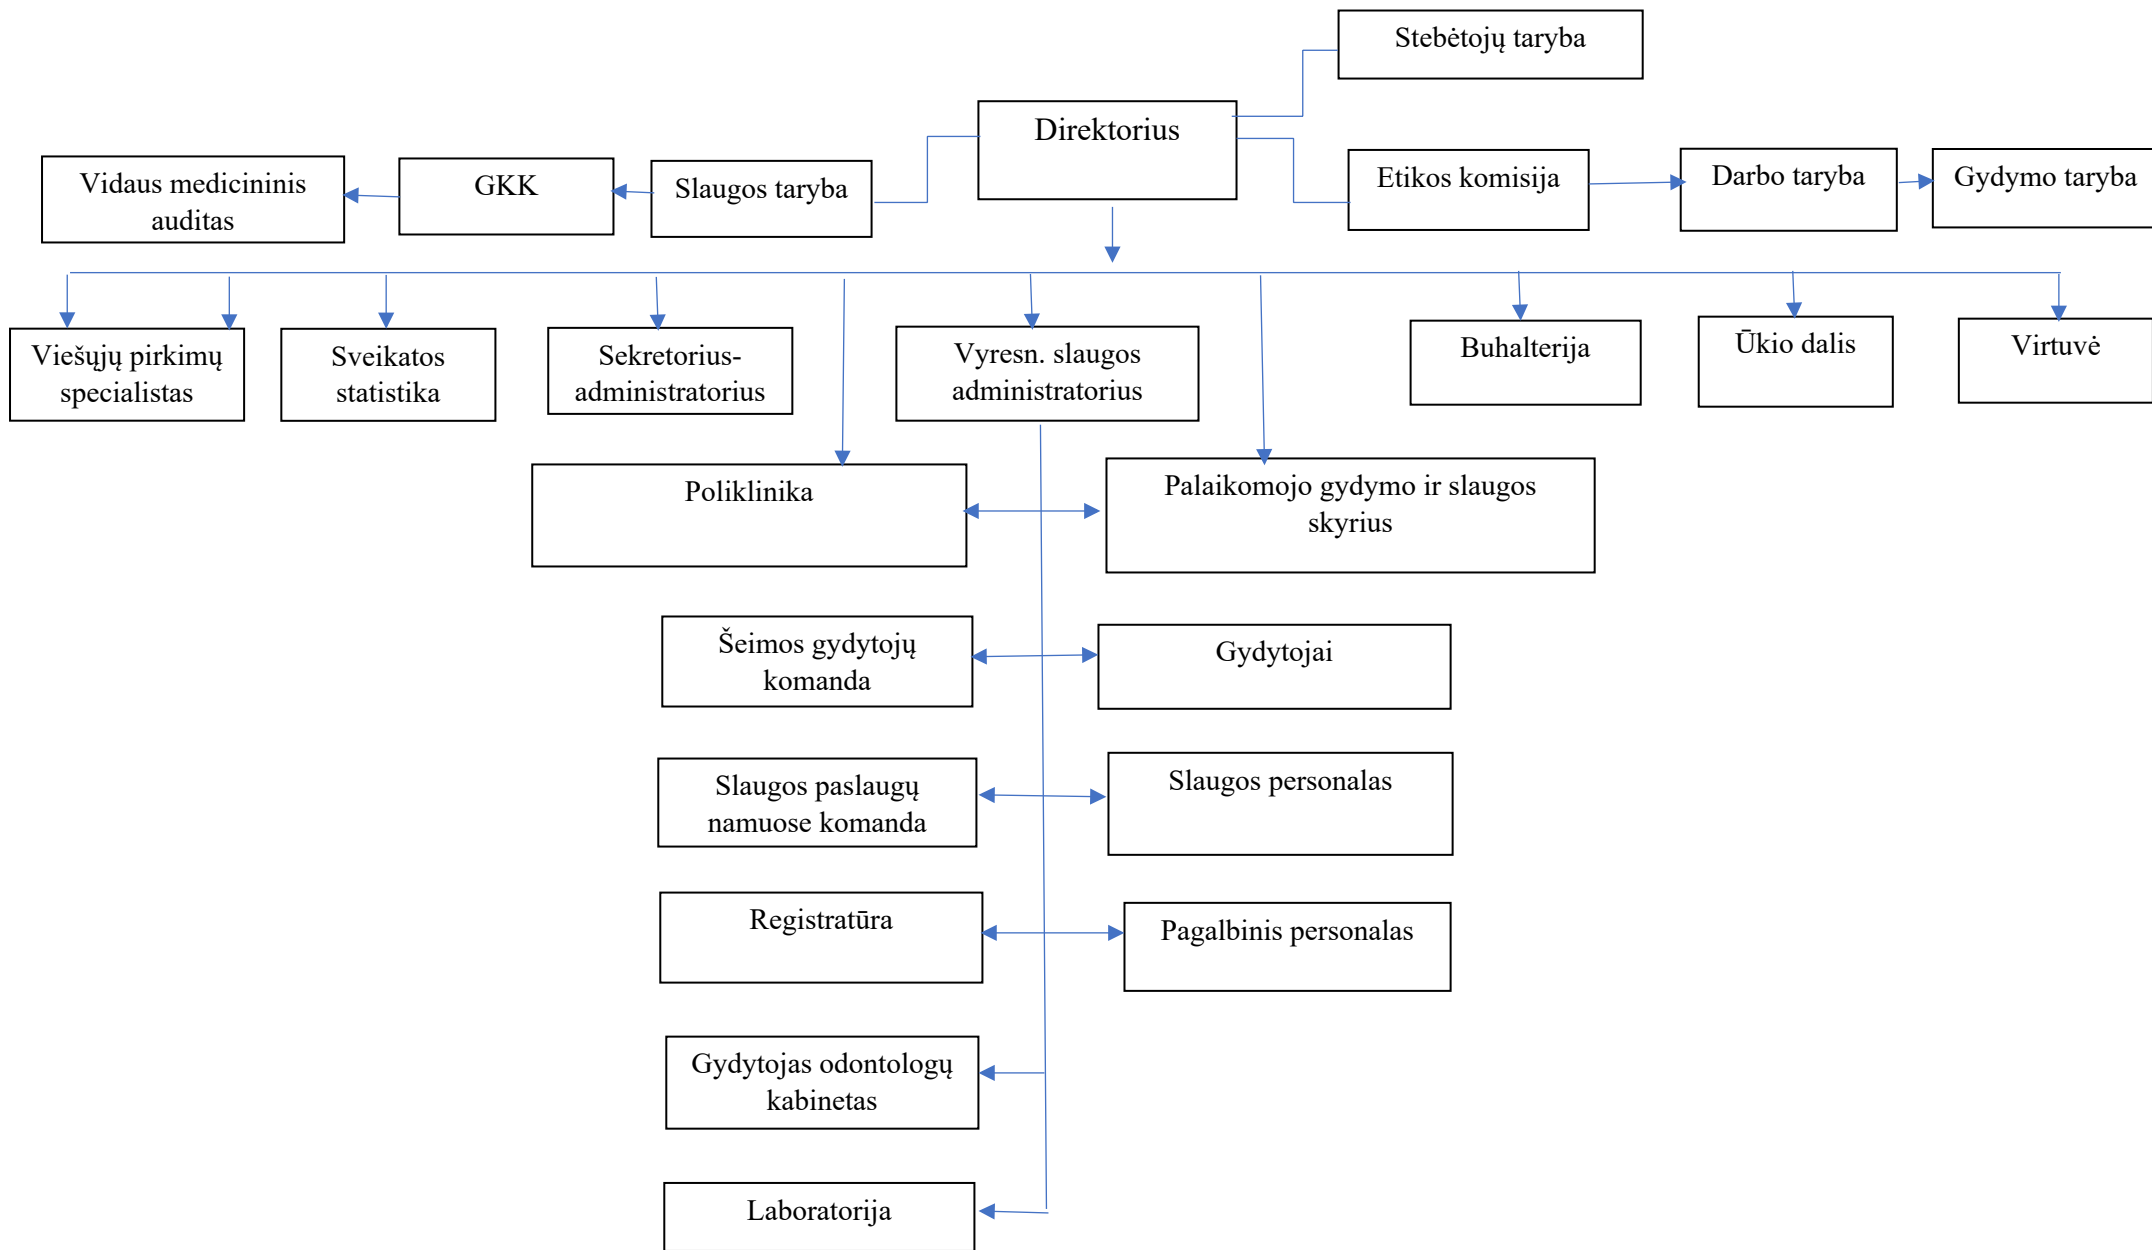 Stebėtojų taryba
Direktorius
Vidaus medicininis
auditas
GKK
Slaugos taryba
Etikos komisija
Darbo taryba
Gydymo taryba
Viešųjų pirkimų
specialistas
Sveikatos
statistika
Sekretorius-
administratorius
Vyresn. slaugos
administratorius
Buhalterija
Ūkio dalis
Virtuvė
Poliklinika
Palaikomojo gydymo ir slaugos
skyrius
Šeimos gydytojų
komanda
Gydytojai
Slaugos paslaugų
namuose komanda
Slaugos personalas
Registratūra
Pagalbinis personalas
Gydytojas odontologų
kabinetas
Laboratorija